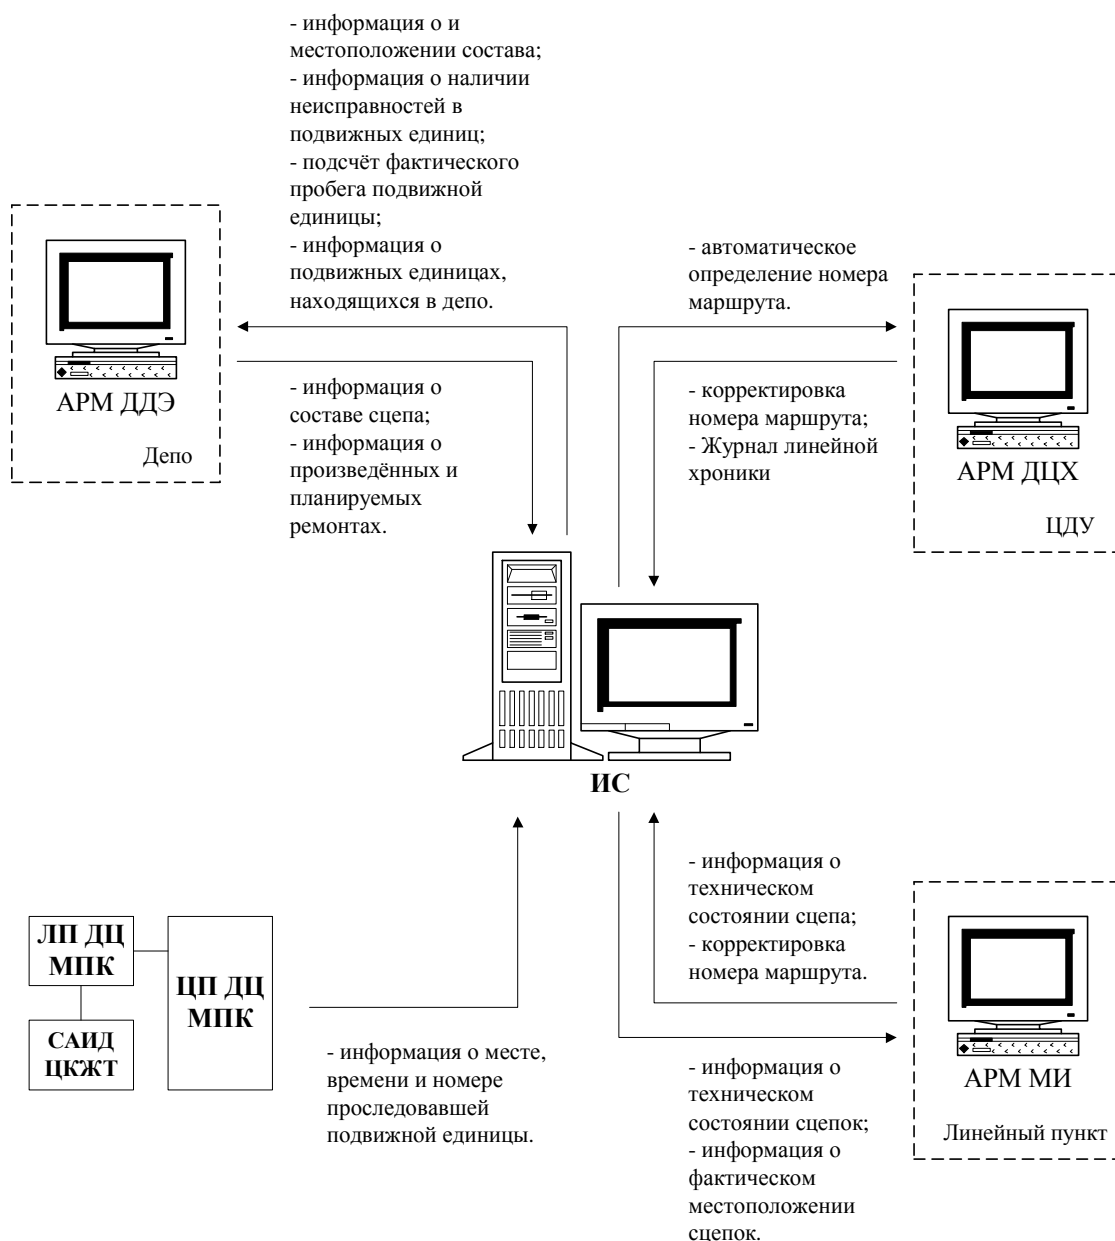 - информация о и
местоположении состава;
- информация о наличии
неисправностей в
подвижных единиц;
- подсчёт фактического
пробега подвижной
единицы;
- информация о
подвижных единицах,
находящихся в депо.
АРМ ДДЭ
Депо
- информация о
составе сцепа;
- информация о
произведённых и
планируемых
ремонтах.
- автоматическое
определение номера
маршрута.
- корректировка
номера маршрута;
- Журнал линейной
хроники
АРМ ДЦХ
ЦДУ
ИС
ЛП ДЦ
МПК
САИД
ЦКЖТ
ЦП ДЦ
МПК
- информация о месте,
времени и номере
проследовавшей
подвижной единицы.
- информация о
техническом
состоянии сцепа;
- корректировка
номера маршрута.
- информация о
техническом
состоянии сцепок;
- информация о
фактическом
местоположении
сцепок.
АРМ МИ
Линейный пункт